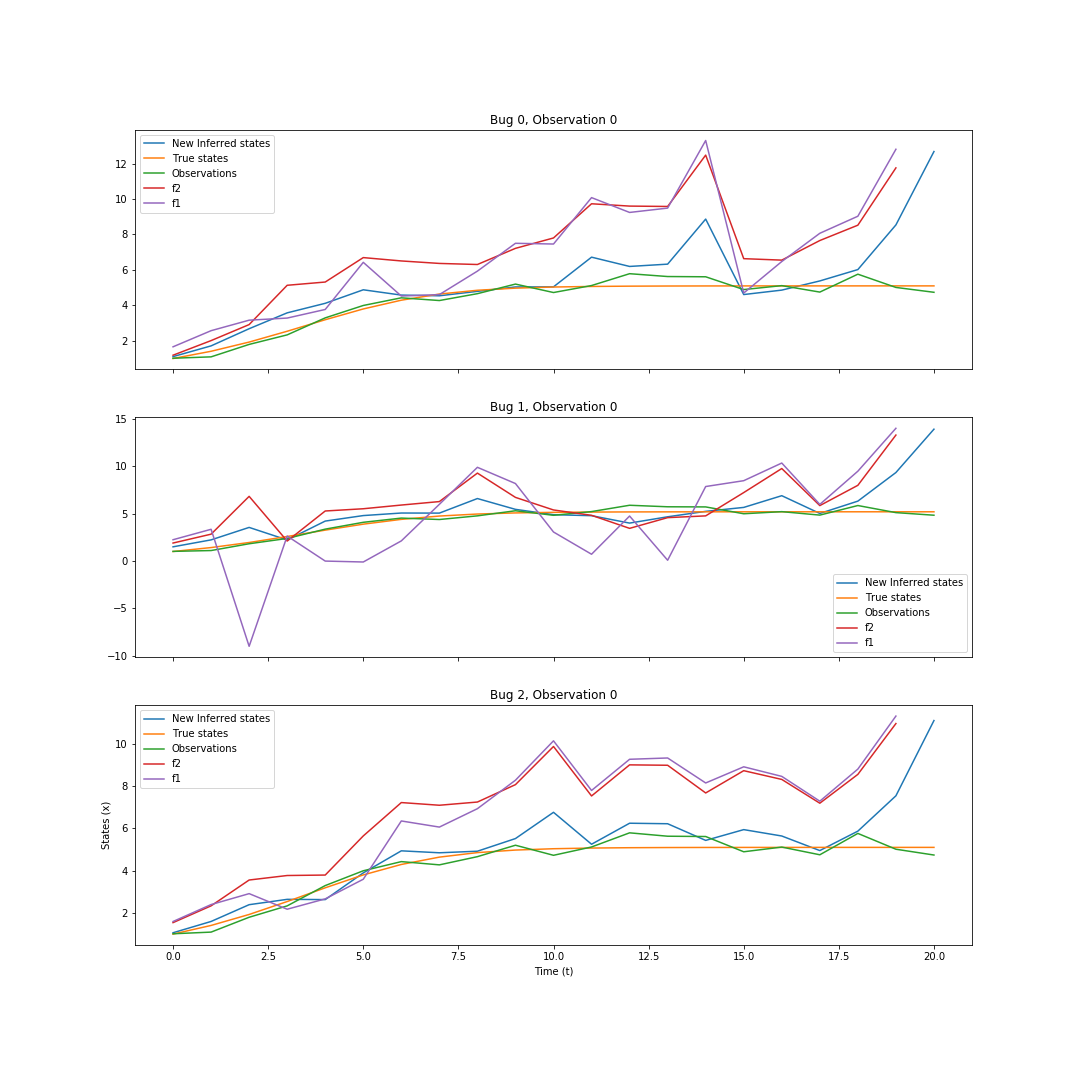 Bug 0, Observation 0
New Inferred states
True states
Observations
f2
f1
12
10
8
6
4
2
Bug 1, Observation 0
15
10
5
0
−5
−10
New Inferred states
True states
Observations
f2
f1
Bug 2, Observation 0
New Inferred states
True states
Observations
f2
f1
10
8
6
4
2
States (x)
0.0 2.5 5.0 7.5 10.0 12.5 15.0 17.5 20.0
Time (t)